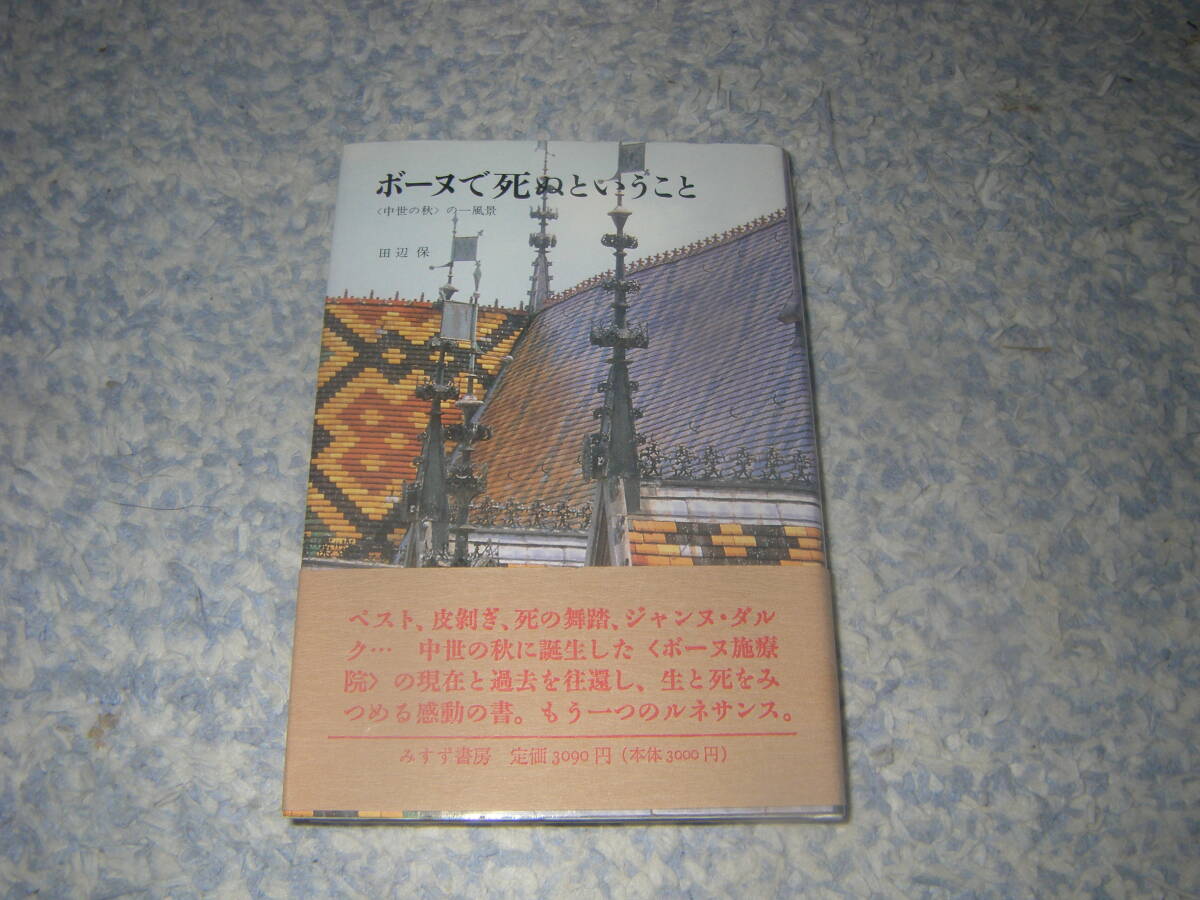 ボーヌで死ぬということ
〈中世の秋〉の一風景
田辺 保
ペスト、皮剝ぎ、死の舞踏、ジャンヌ・ダル
ク… 中世の秋に誕生した〈ボーヌ施療
院〉の現在と過去を往還し、生と死をみ
つめる感動の書。もう一つのルネサンス。
みすず書房 定価3090円(本体3000円)